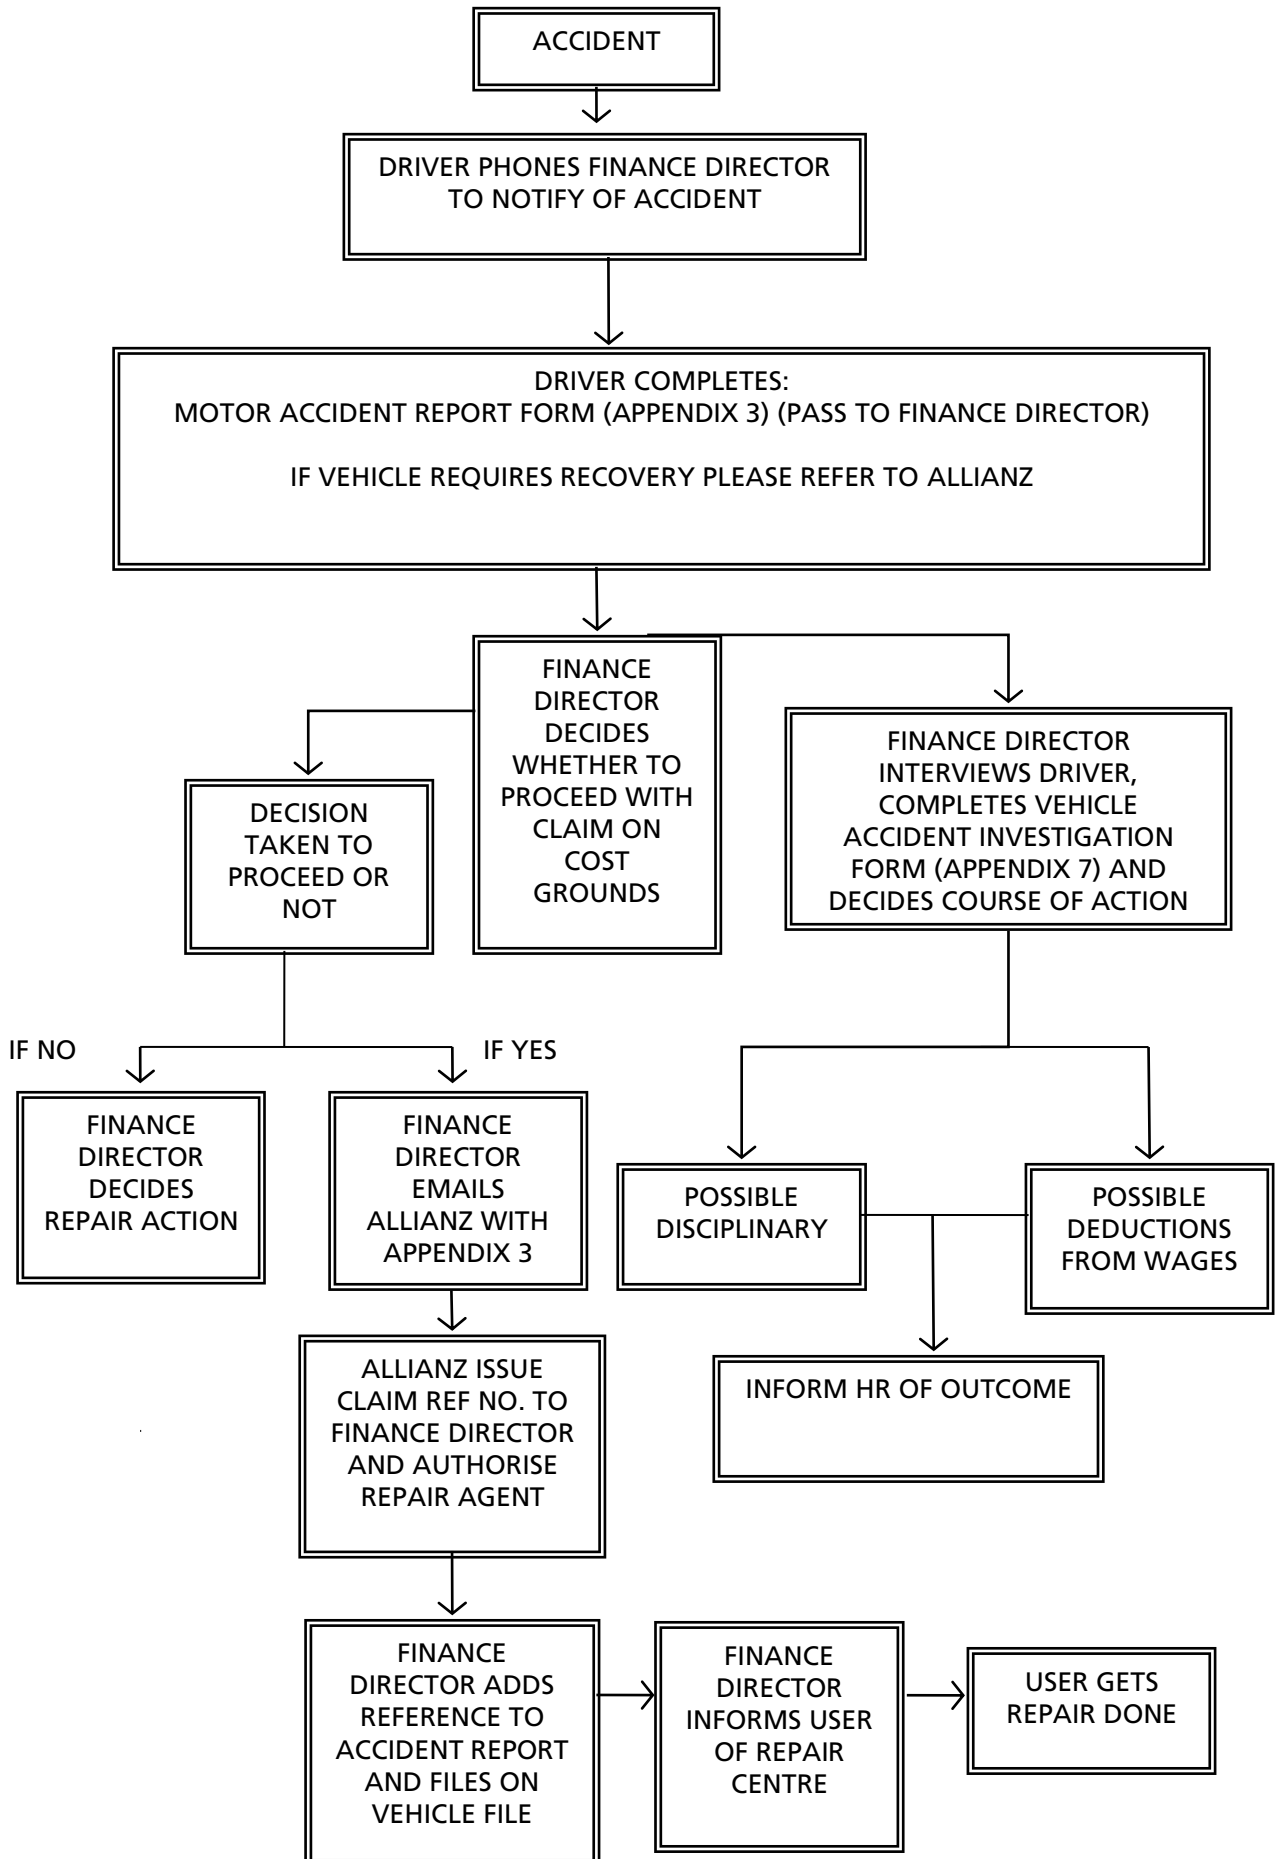 ACCIDENT
DRIVER PHONES FINANCE DIRECTOR
TO NOTIFY OF ACCIDENT
DRIVER COMPLETES:
MOTOR ACCIDENT REPORT FORM (APPENDIX 3) (PASS TO FINANCE DIRECTOR)
IF VEHICLE REQUIRES RECOVERY PLEASE REFER TO ALLIANZ
FINANCE
DIRECTOR
DECIDES
WHETHER TO
PROCEED WITH
CLAIM ON
COST
GROUNDS
FINANCE DIRECTOR
INTERVIEWS DRIVER,
COMPLETES VEHICLE
ACCIDENT INVESTIGATION
FORM (APPENDIX 7) AND
DECIDES COURSE OF ACTION
DECISION
TAKEN TO
PROCEED OR
NOT
IF NO
IF YES
FINANCE
DIRECTOR
DECIDES
REPAIR ACTION
FINANCE
DIRECTOR
EMAILS
ALLIANZ WITH
APPENDIX 3
POSSIBLE
DISCIPLINARY
POSSIBLE
DEDUCTIONS
FROM WAGES
ALLIANZ ISSUE
CLAIM REF NO. TO
FINANCE DIRECTOR
AND AUTHORISE
REPAIR AGENT
INFORM HR OF OUTCOME
FINANCE
DIRECTOR ADDS
REFERENCE TO
ACCIDENT REPORT
AND FILES ON
VEHICLE FILE
FINANCE
DIRECTOR
INFORMS USER
OF REPAIR
CENTRE
USER GETS
REPAIR DONE